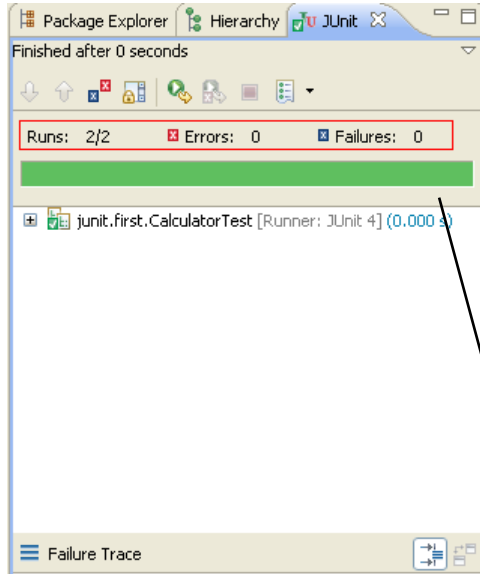 Package Explorer Hierarchy JUnit
Finished after 0 seconds
Runs: 2/2 Errors: 0 Failures: 0
junit.first.CalculatorTest [Runner: JUnit 4] (0.000 s)
Failure Trace